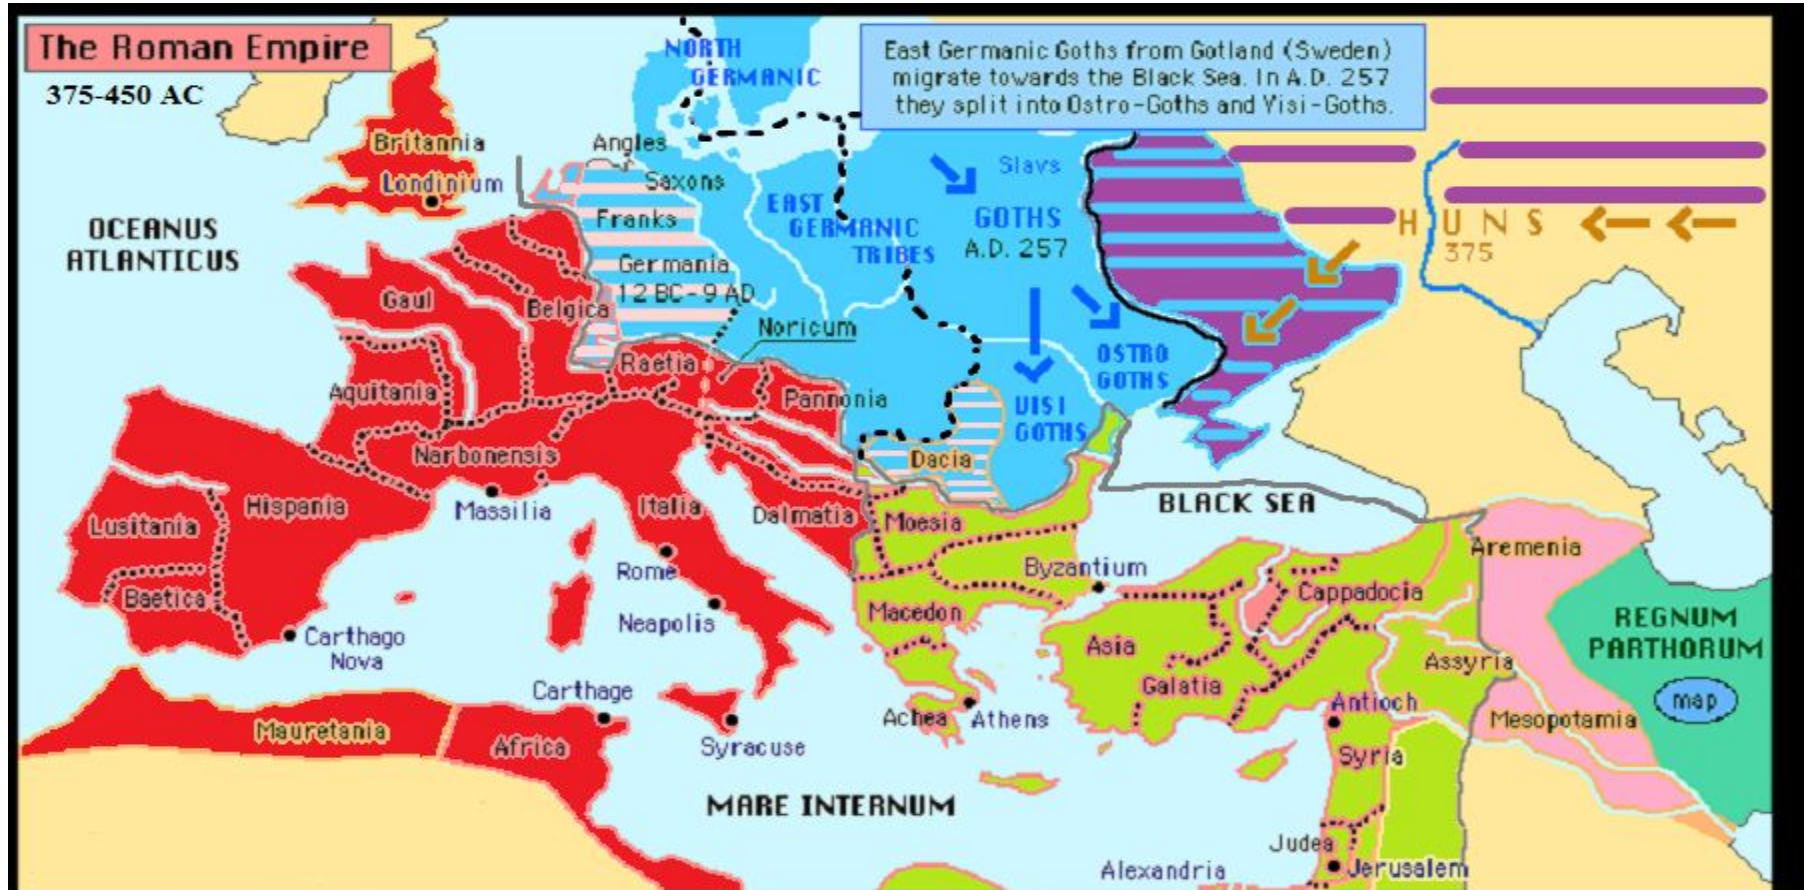 The Roman Empire
375-450 AC
NORTH
GERMANIC
East Germanic Goths from Gotland (Sweden)
migrate towards the Black Sea. In A.D. 257
they split into Ostro-Goths and Visi-Goths.
Britannia
Londinium
Angles
Saxons
Franks
Germania
12 BC-9 AD
EAST
GERMANIC
TRIBES
Slavs
GOTHS
A.D. 257
HUNS
375
OCEANUS
ATLANTICUS
Gaul
Belgica
Noricum
Raetia
OSTRO
GOTHS
VISI
GOTHS
Aquitania
Pannonia
Narbonensis
Dacia
Hispania
Lusitania
Baetica
Massilia
Italia
Dalmatia
Moesia
BLACK SEA
Rome
Neapolis
Byzantium
Macedon
Cappadocia
Aremenia
REGNUM
PARTHORUM
map
Carthago
Nova
Asia
Galatia
Assyria
Carthage
Achea
Athens
Antioch
Mesopotamia
Mauretania
Africa
Syracuse
Syria
MARE INTERNUM
Judea
Alexandria
Jerusalem